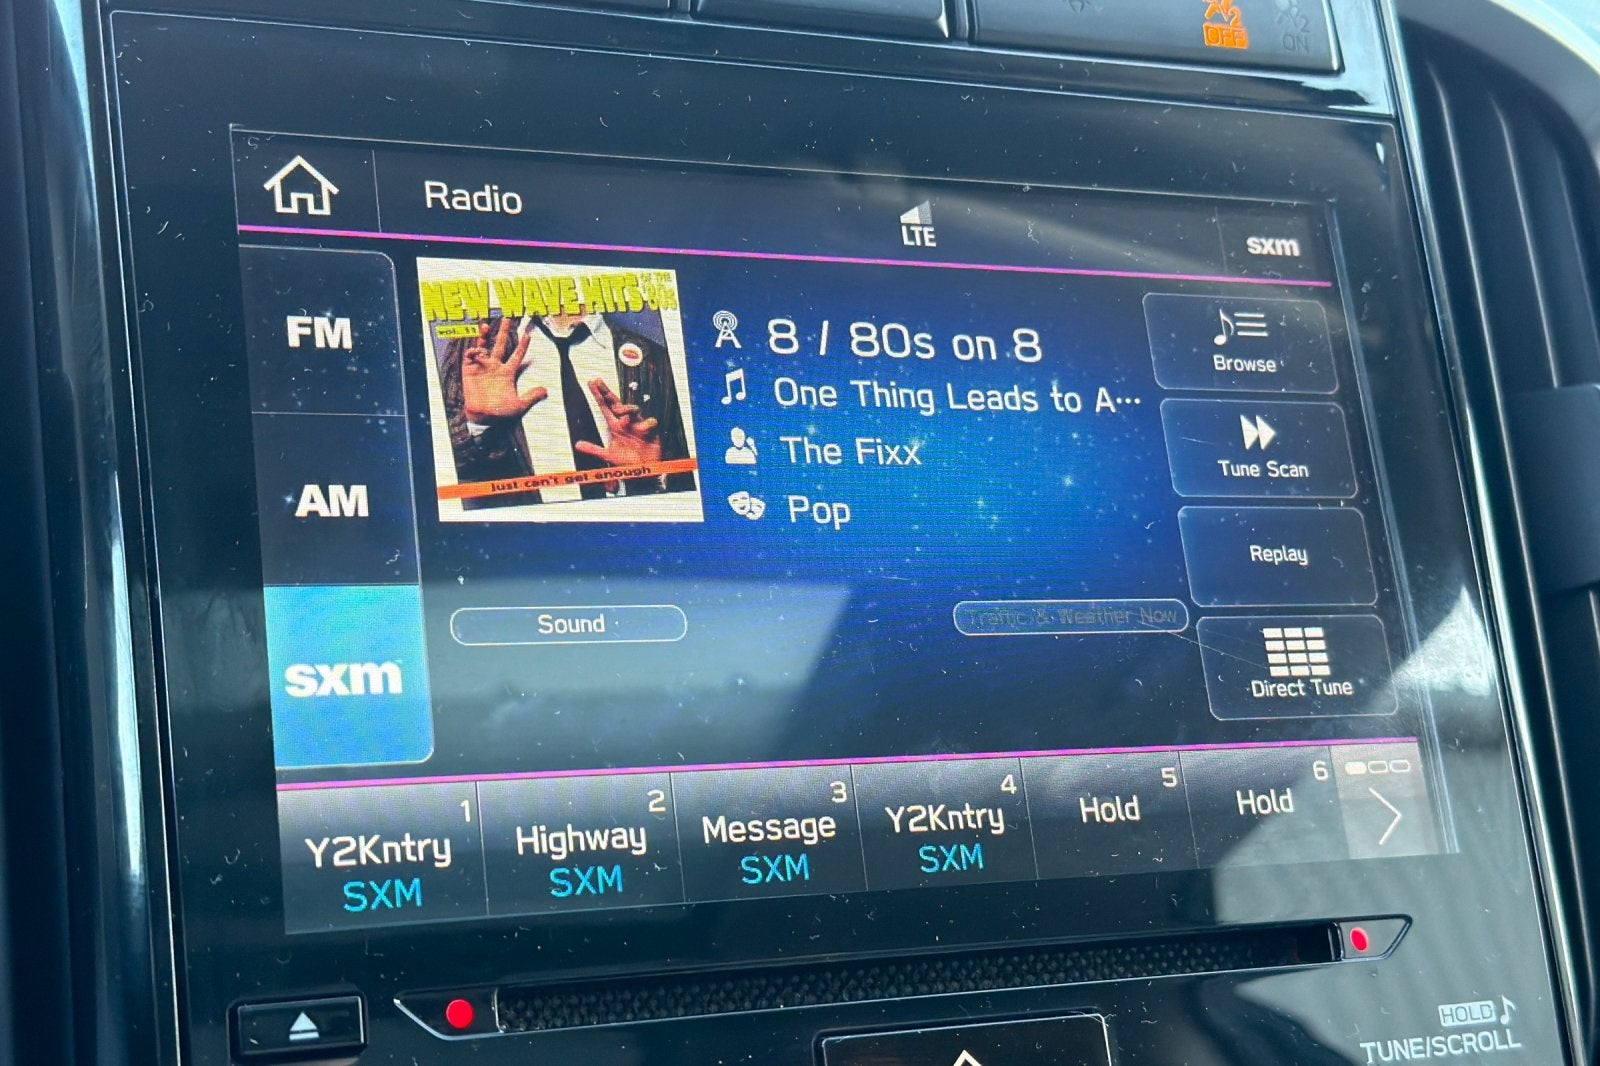 2
OFF
2
ON
Radio
LTE
sxm
FM
AM
sxm
NEW WAVE HITS OF THE '80S
vol. 11
just can't get enough
8 / 80s on 8
One Thing Leads to A…
The Fixx
Pop
Sound
Traffic & Weather Now
Browse
Tune Scan
Replay
Direct Tune
1
Y2Kntry
SXM
2
Highway
SXM
3
Message
SXM
4
Y2Kntry
SXM
5
Hold
6
Hold
HOLD
TUNE/SCROLL